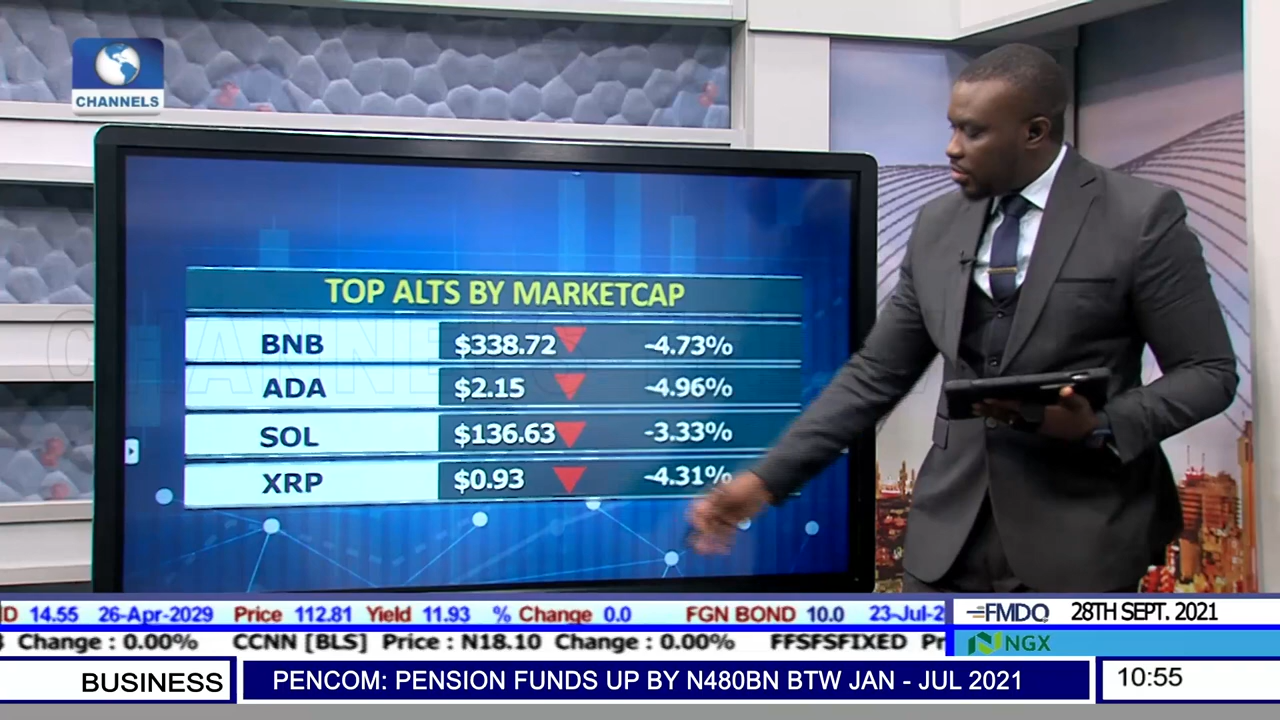 CHANNELS
TOP ALTS BY MARKETCAP
BNB $338.72 -4.73%
ADA $2.15 -4.96%
SOL $136.63 -3.33%
XRP $0.93 -4.31%
CHANNELS
D 14.55 26-Apr-2029 Price 112.81 Yield 11.93 % Change 0.0 FGN BOND 10.0 23-Jul-2
FMDQ 28TH SEPT. 2021
Change : 0.00% CCNN [BLS] Price : N18.10 Change : 0.00% FFSFSFIXED Pr
NGX
BUSINESS PENCOM: PENSION FUNDS UP BY N480BN BTW JAN - JUL 2021 10:55